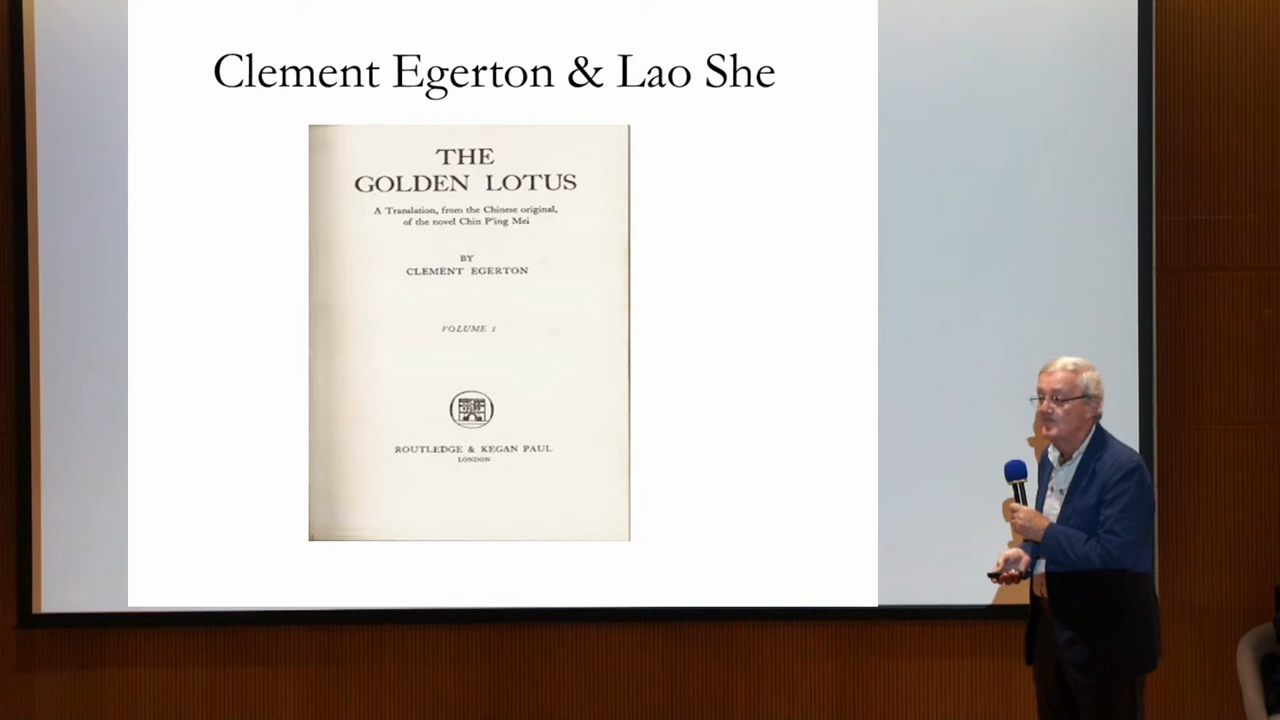 Clement Egerton & Lao She
THE
GOLDEN LOTUS
A Translation, from the Chinese original,
of the novel Chin P'ing Mei
BY
CLEMENT EGERTON
VOLUME I
ROUTLEDGE & KEGAN PAUL
LONDON